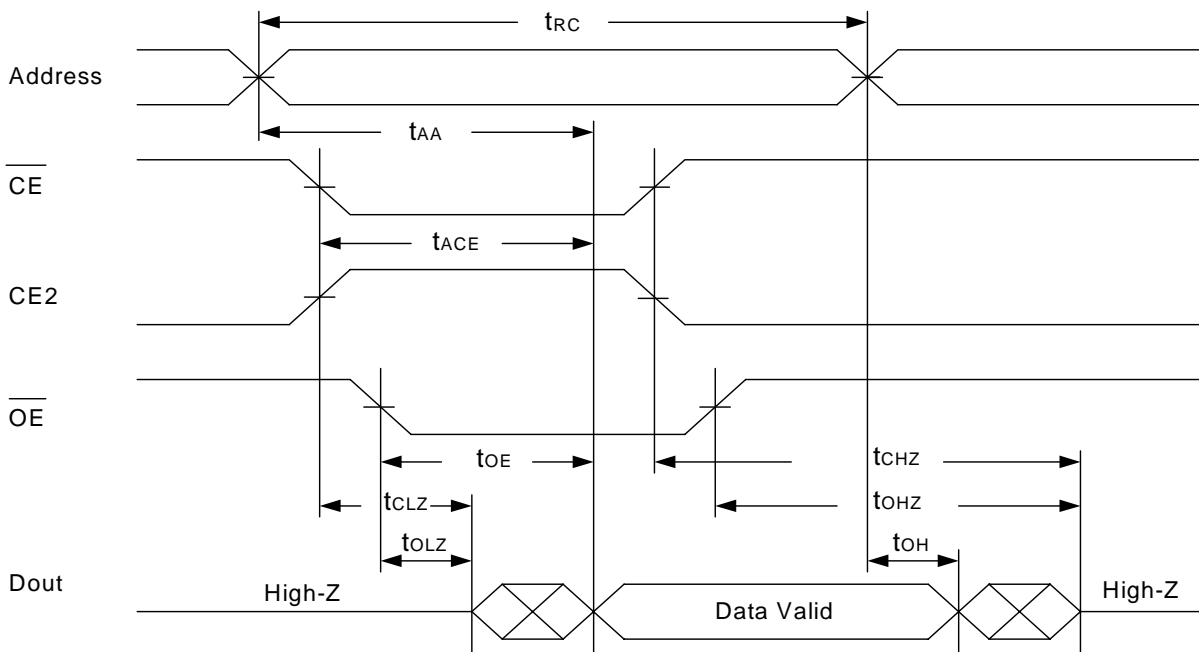 tRC
Address
tAA
CE
tACE
CE2
OE
tOE
tCHZ
tCLZ
tOHZ
tOLZ
tOH
Dout
High-Z
Data Valid
High-Z